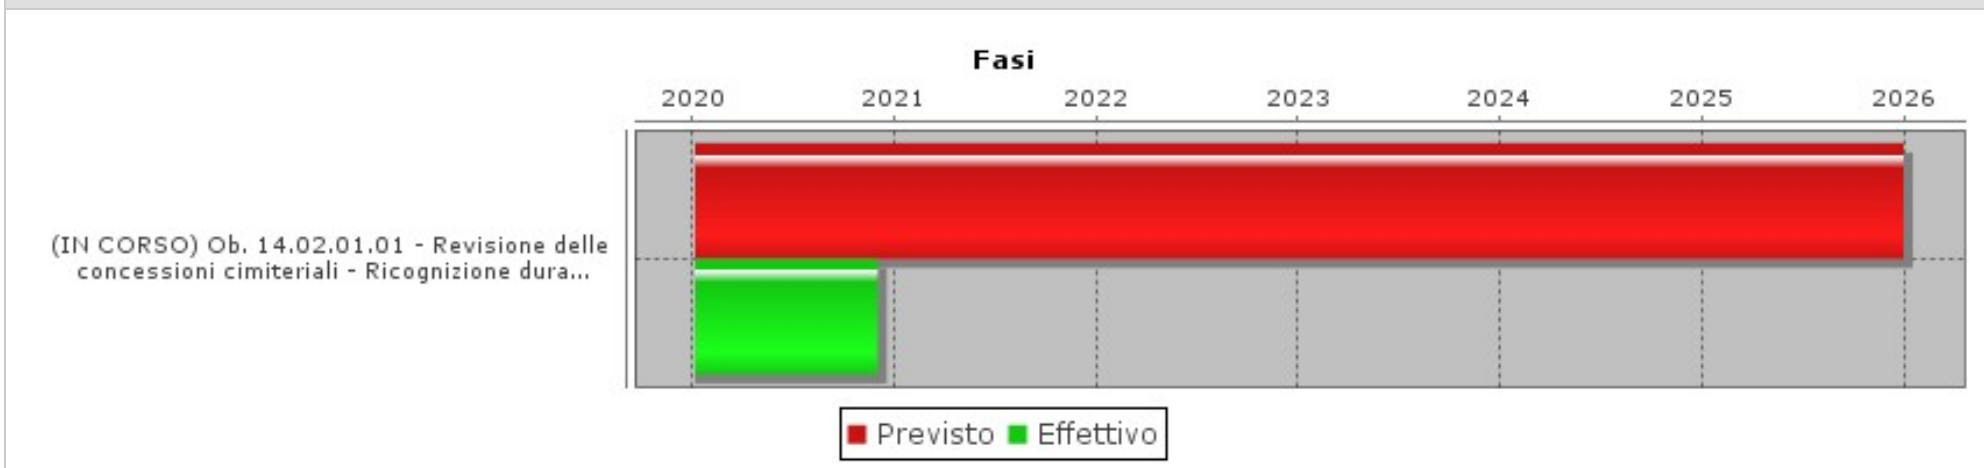 Fasi
2020 2021 2022 2023 2024 2025 2026
(IN CORSO) Ob. 14.02.01.01 - Revisione delle
concessioni cimiteriali - Ricognizione dura...
Previsto Effettivo